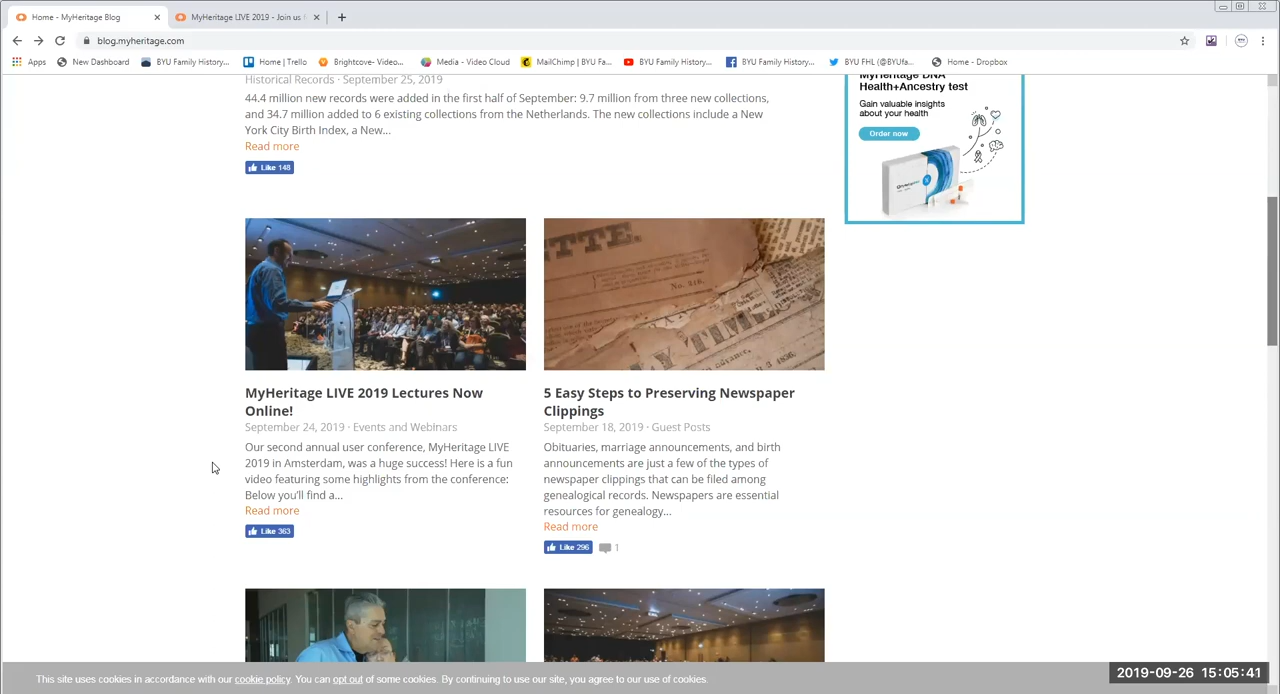 Home - MyHeritage Blog
MyHeritage LIVE 2019 - Join us
blog.myheritage.com
Apps
New Dashboard
BYU Family History...
Home | Trello
Brightcove- Video...
Media - Video Cloud
MailChimp | BYU Fa...
BYU Family History...
BYU Family History...
BYU FHL (@BYUfa...
Home - Dropbox
Historical Records · September 25, 2019
44.4 million new records were added in the first half of September: 9.7 million from three new collections,
and 34.7 million added to 6 existing collections from the Netherlands. The new collections include a New
York City Birth Index, a New...
Read more
Like 148
MyHeritage DNA
Health+Ancestry test
Gain valuable insights
about your health
Order now
TTE.
No. 216.
TIMES
MyHeritage LIVE 2019 Lectures Now
Online!
September 24, 2019 · Events and Webinars
Our second annual user conference, MyHeritage LIVE
2019 in Amsterdam, was a huge success! Here is a fun
video featuring some highlights from the conference:
Below you'll find a...
Read more
Like 363
5 Easy Steps to Preserving Newspaper
Clippings
September 18, 2019 · Guest Posts
Obituaries, marriage announcements, and birth
announcements are just a few of the types of
newspaper clippings that can be filed among
genealogical records. Newspapers are essential
resources for genealogy...
Read more
Like 296
1
This site uses cookies in accordance with our cookie policy. You can opt out of some cookies. By continuing to use our site, you agree to our use of cookies.
2019-09-26 15:05:41